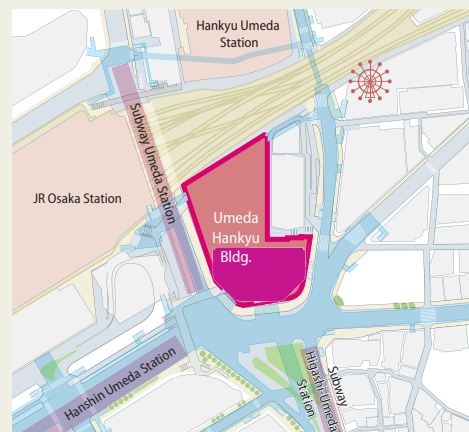 Hankyu Umeda
Station
Subway Umeda Station
JR Osaka Station
Umeda
Hankyu
Bldg.
Hanshin Umeda Station
Subway
Higashi-Umeda
Station